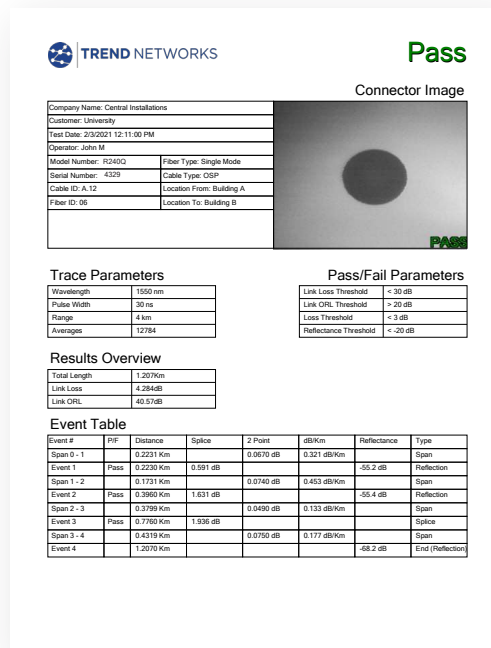 TREND NETWORKS
Pass
Connector Image
Company Name: Central Installations
Customer: University
Test Date: 2/3/2021 12:11:00 PM
Operator: John M
Model Number: R240Q Fiber Type: Single Mode
Serial Number: 4329 Cable Type: OSP
Cable ID: A.12 Location From: Building A
Fiber ID: 06 Location To: Building B
PASS
Trace Parameters
Wavelength 1550 nm
Pulse Width 30 ns
Range 4 km
Averages 12784
Pass/Fail Parameters
Link Loss Threshold < 30 dB
Link ORL Threshold > 20 dB
Loss Threshold < 3 dB
Reflectance Threshold < -20 dB
Results Overview
Total Length 1.207Km
Link Loss 4.284dB
Link ORL 40.57dB
Event Table
Event # P/F Distance Splice 2 Point dB/Km Reflectance Type
Span 0 - 1 0.2231 Km 0.0670 dB 0.321 dB/Km Span
Event 1 Pass 0.2230 Km 0.591 dB -55.2 dB Reflection
Span 1 - 2 0.1731 Km 0.0740 dB 0.453 dB/Km Span
Event 2 Pass 0.3960 Km 1.631 dB -55.4 dB Reflection
Span 2 - 3 0.3799 Km 0.0490 dB 0.133 dB/Km Span
Event 3 Pass 0.7760 Km 1.936 dB Splice
Span 3 - 4 0.4319 Km 0.0750 dB 0.177 dB/Km Span
Event 4 1.2070 Km -68.2 dB End (Reflection)